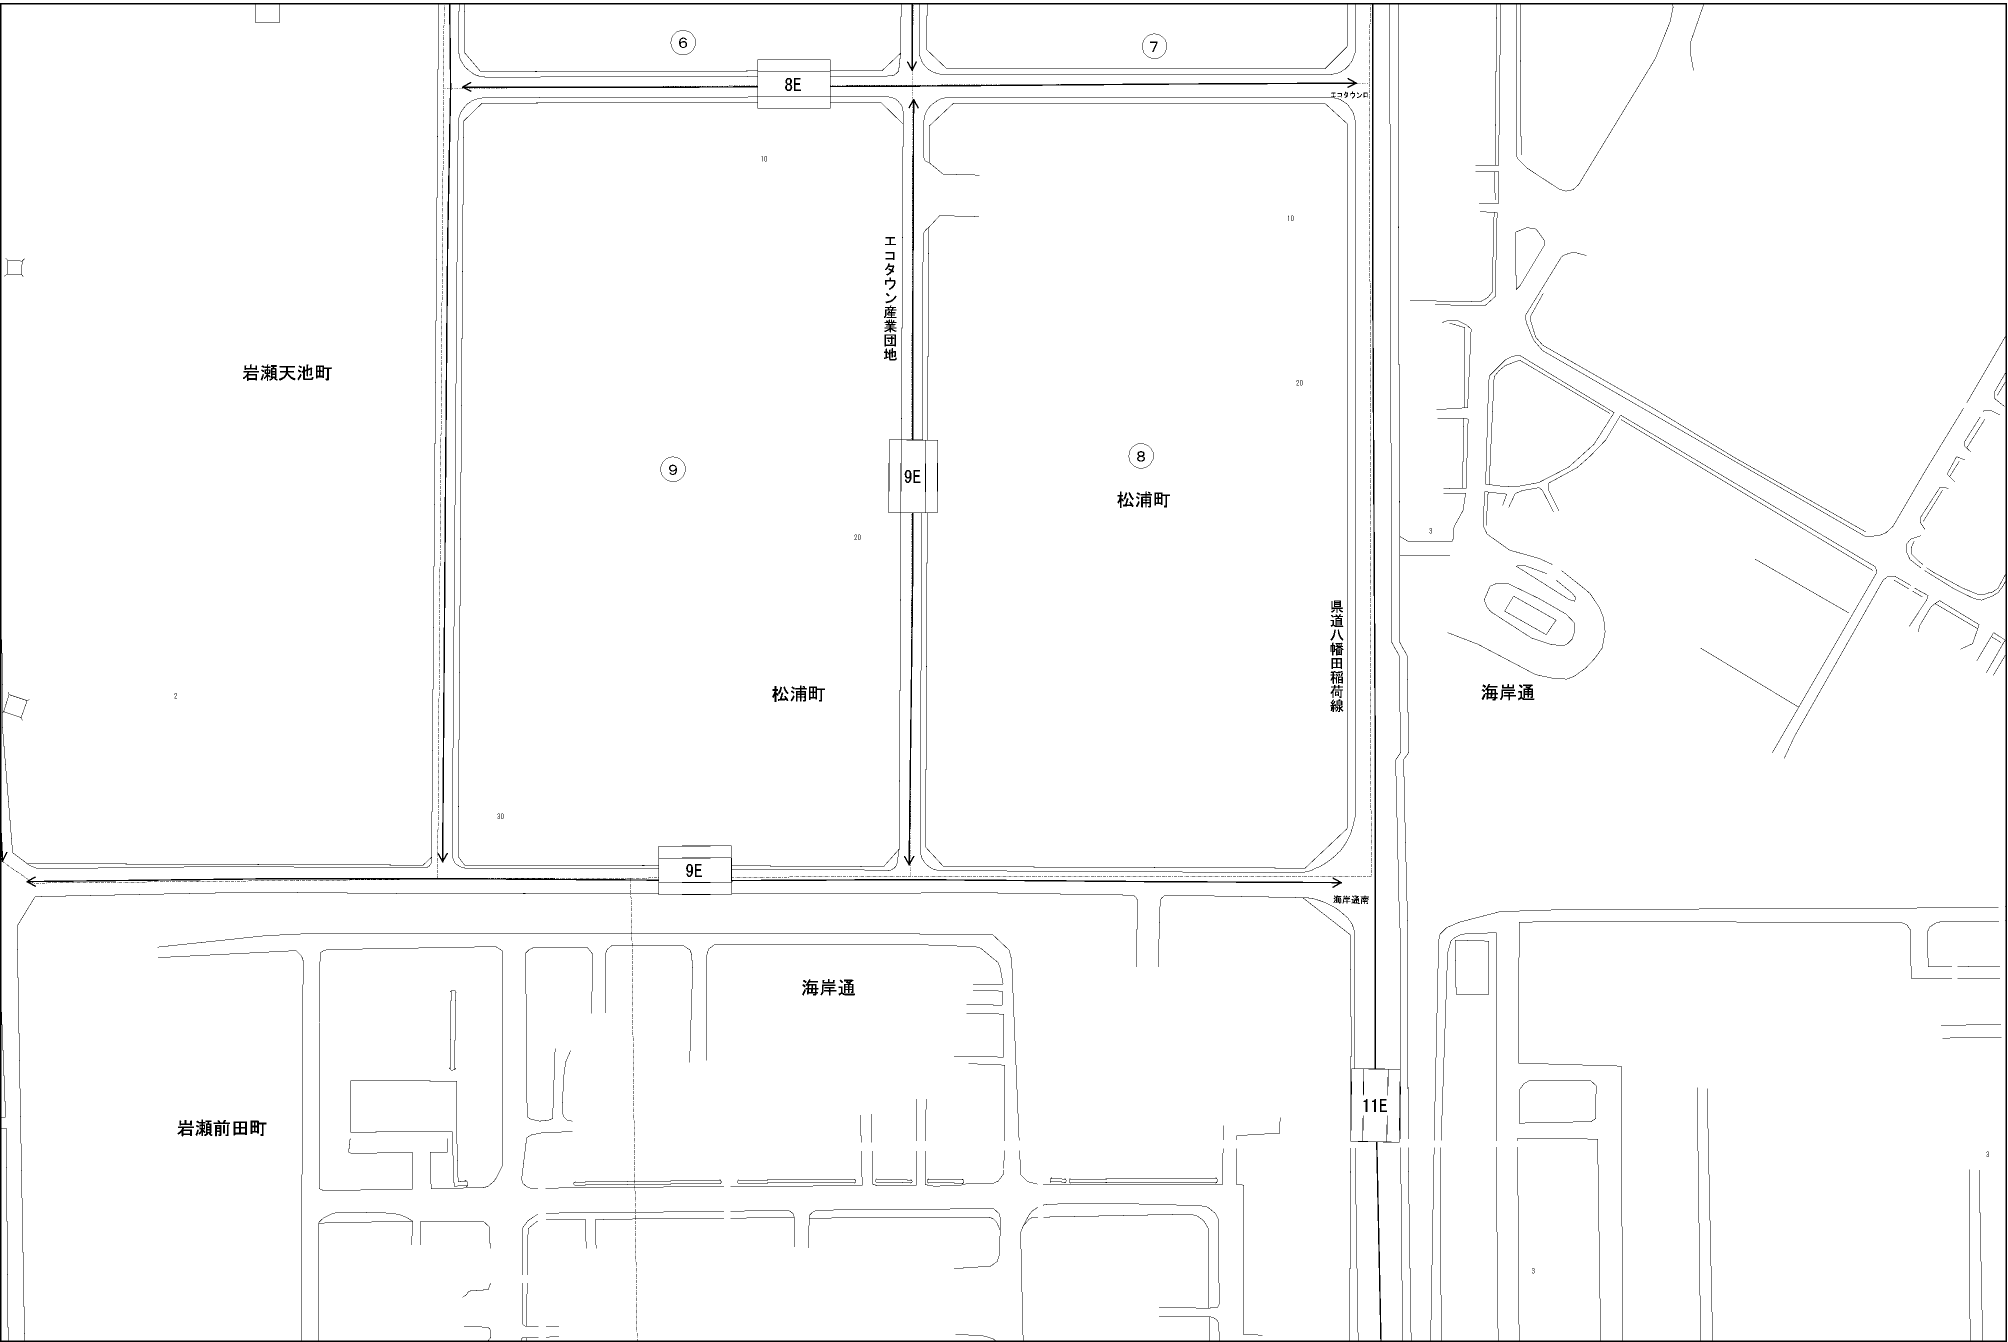 ⑥
⑦
8E
エコタウン口
10
10
エコタウン産業団地
岩瀬天池町
20
⑧
⑨
9E
松浦町
3
20
県道八幡田稲荷線
松浦町
海岸通
2
30
9E
海岸通南
海岸通
11E
岩瀬前田町
3
3